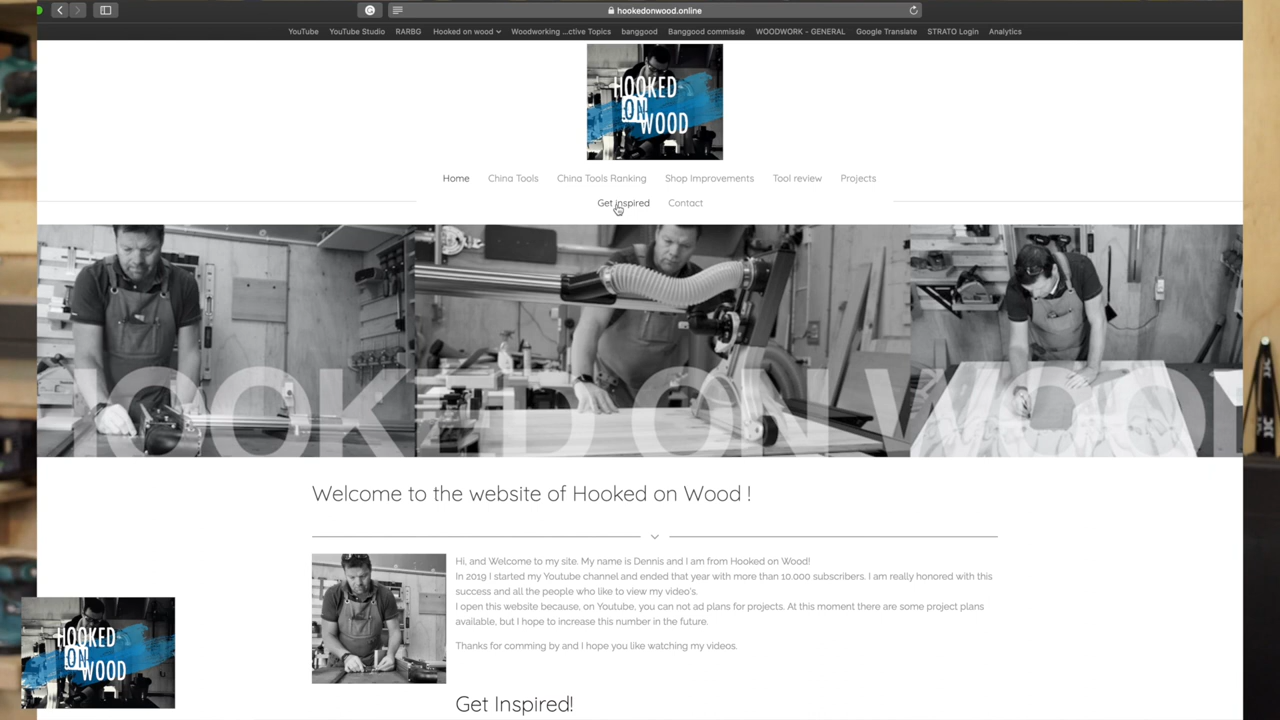 hookedonwood.online
YouTube YouTube Studio RARBG Hooked on wood Woodworking ...ctive Topics banggood Banggood commissie WOODWORK - GENERAL Google Translate STRATO Login Analytics
HOOKED
ON
WOOD
Home China Tools China Tools Ranking Shop Improvements Tool review Projects
Get inspired Contact
HOOKED ON WOOD
Welcome to the website of Hooked on Wood !
Hi, and Welcome to my site. My name is Dennis and I am from Hooked on Wood!
In 2019 I started my Youtube channel and ended that year with more than 10.000 subscribers. I am really honored with this
success and all the people who like to view my video's.
I open this website because, on Youtube, you can not ad plans for projects. At this moment there are some project plans
available, but I hope to increase this number in the future.
Thanks for comming by and I hope you like watching my videos.
Get Inspired!
HOOKED
ON
WOOD